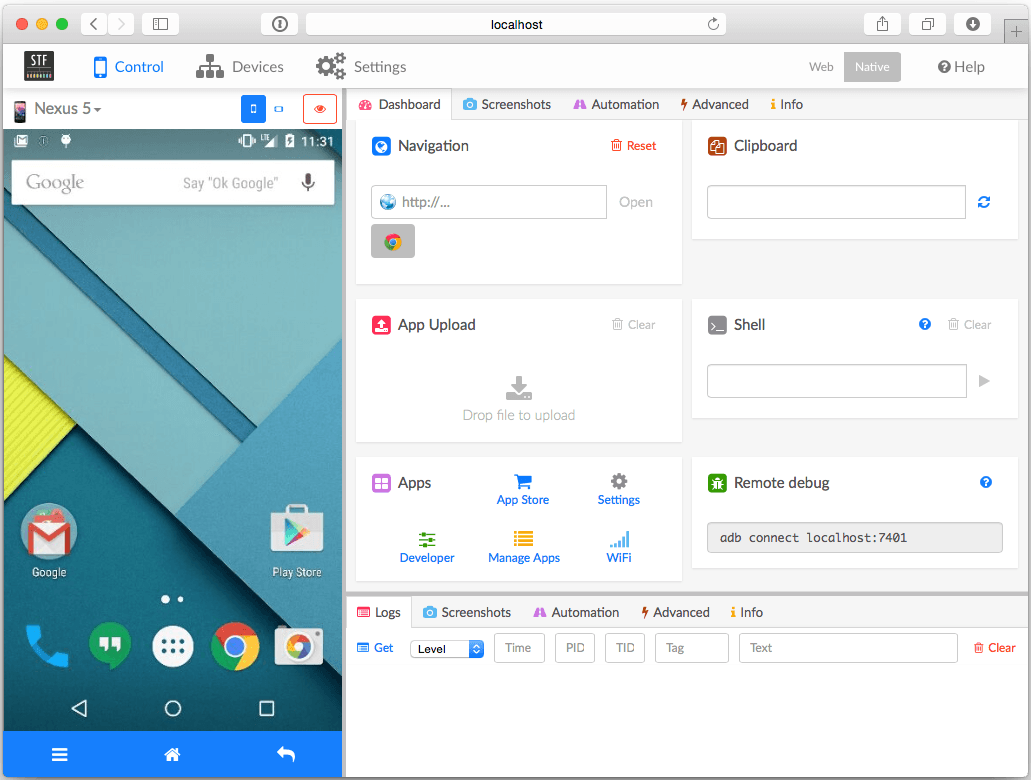 localhost
STF
Control
Devices
Settings
Web
Native
Help
Nexus 5
Dashboard
Screenshots
Automation
Advanced
Info
LTE
11:31
Google
Say "Ok Google"
Navigation
Reset
http://...
Open
Clipboard
App Upload
Clear
Drop file to upload
Shell
Clear
Apps
App Store
Settings
Developer
Manage Apps
WiFi
Remote debug
adb connect localhost:7401
Google
Play Store
Logs
Screenshots
Automation
Advanced
Info
Get
Level
Time
PID
TID
Tag
Text
Clear